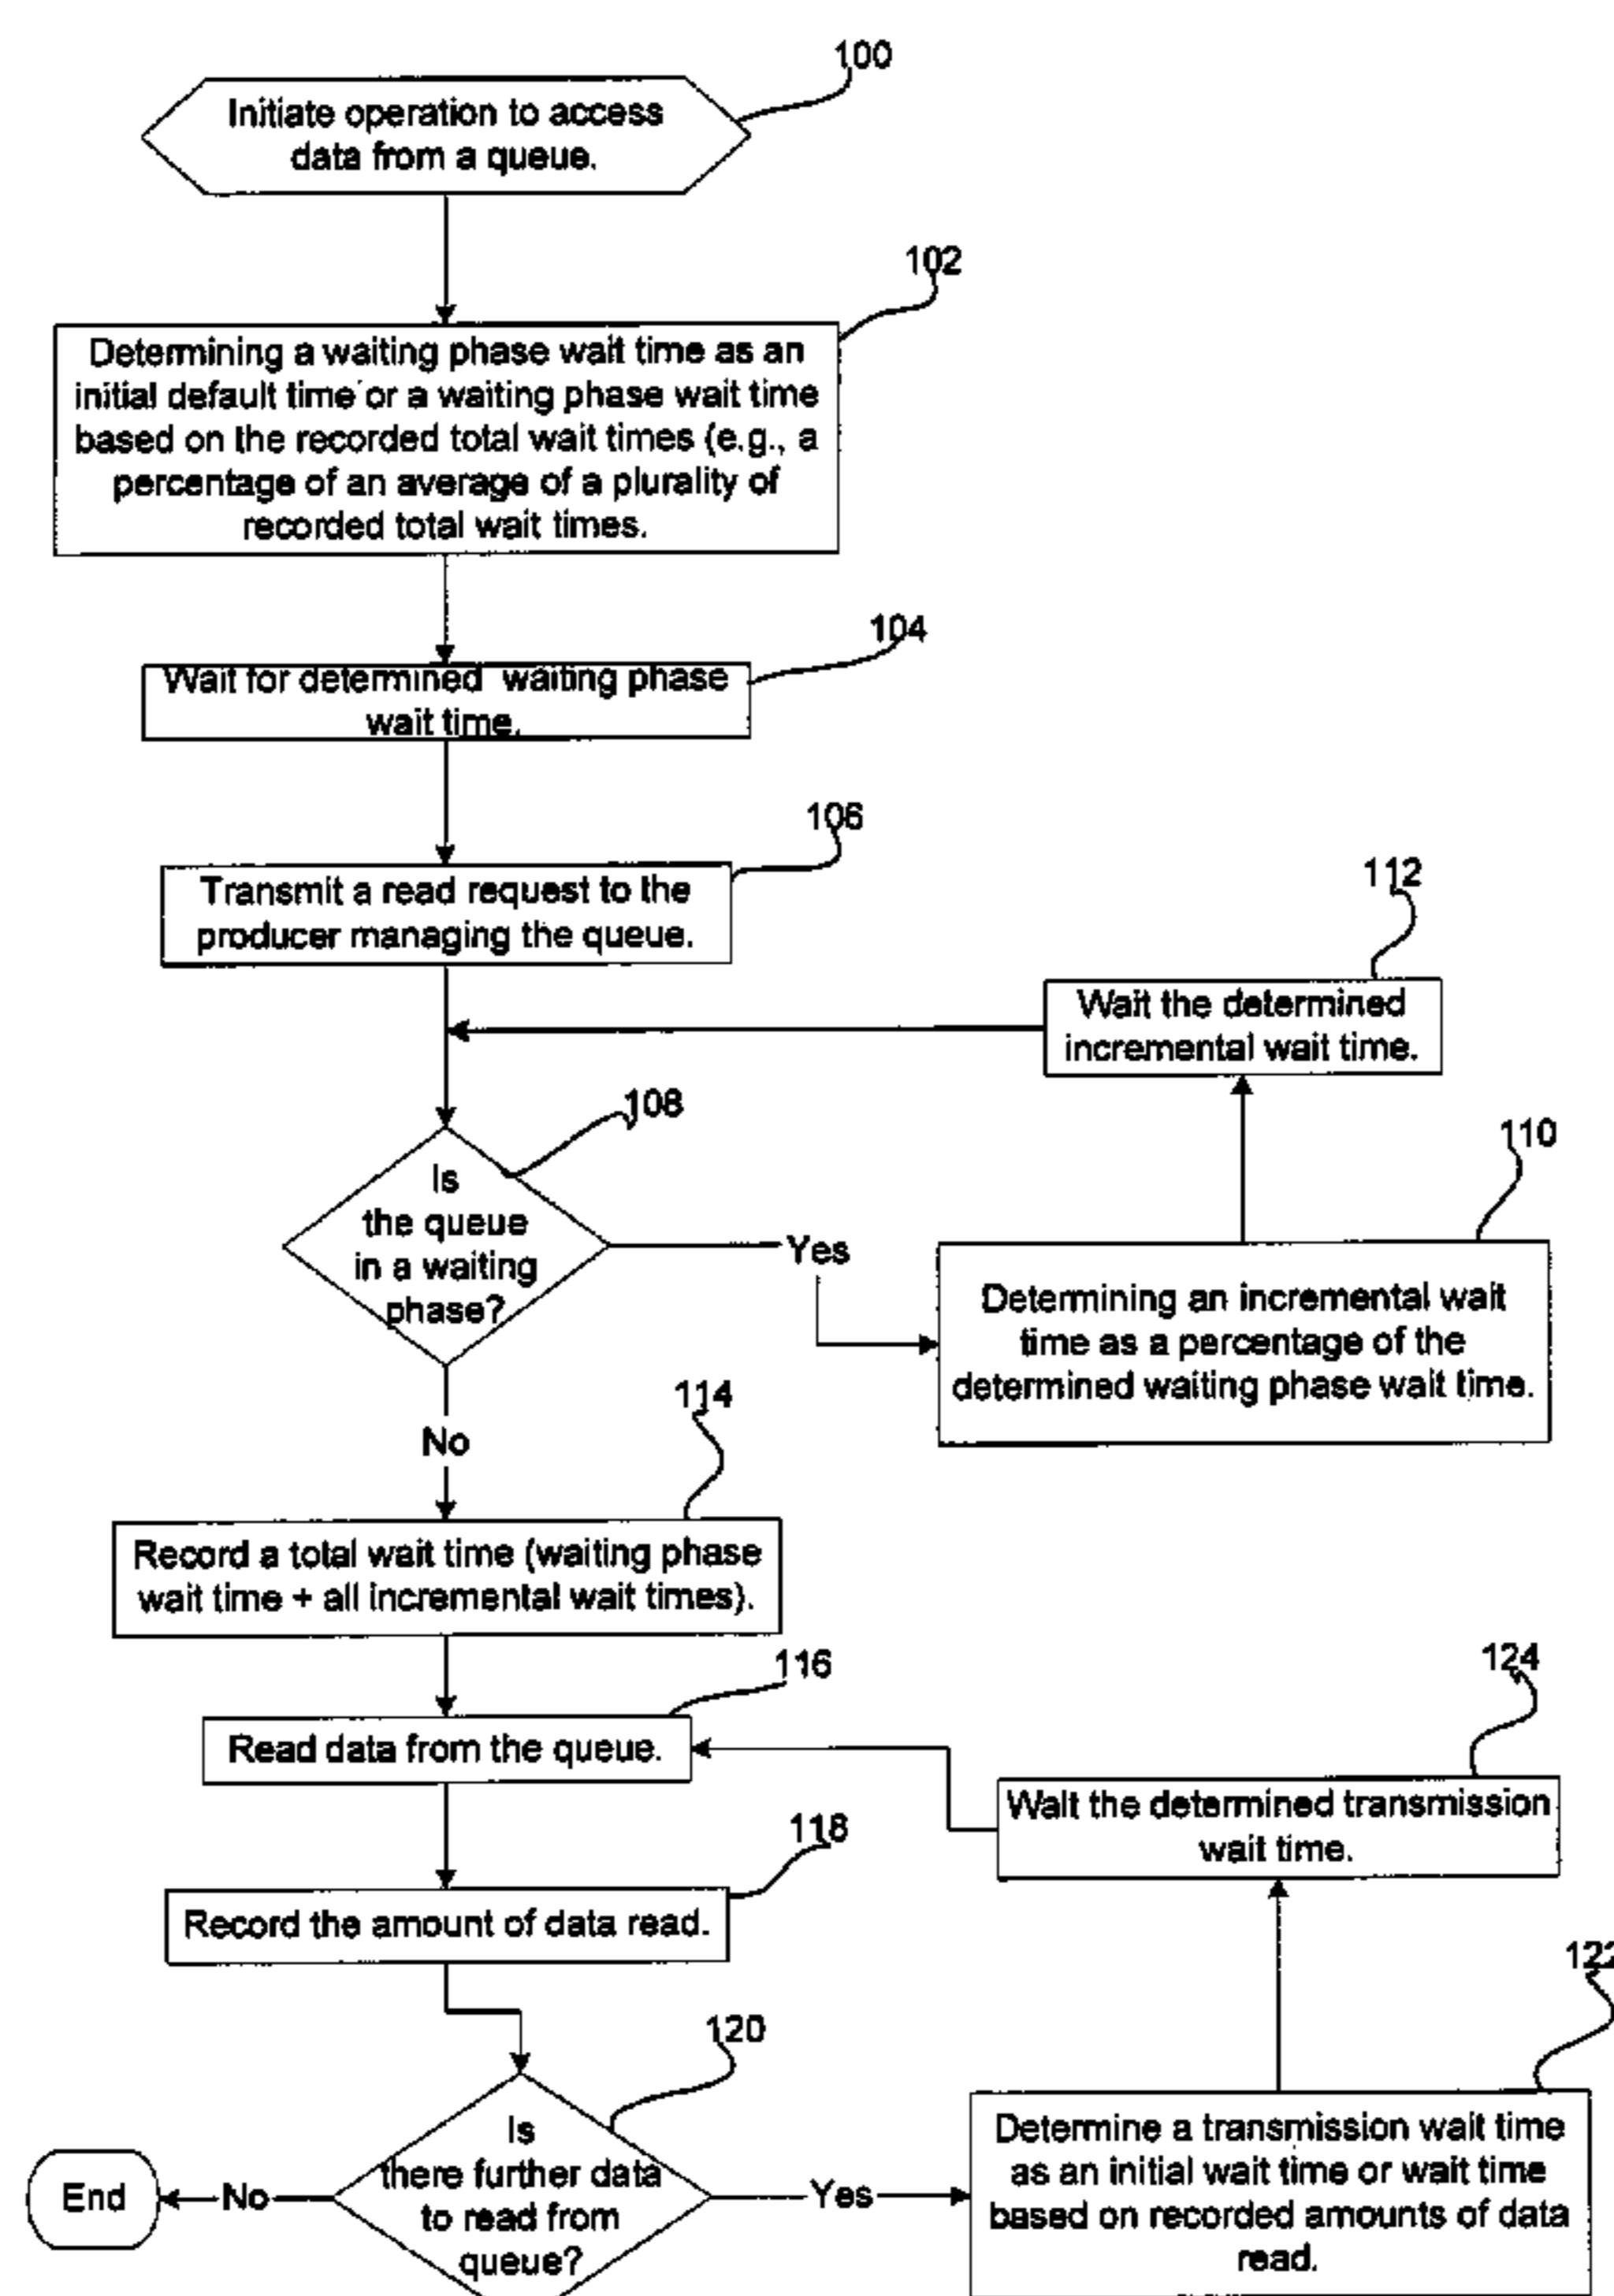 100
Initiate operation to access
data from a queue.
102
Determining a waiting phase wait time as an
initial default time or a waiting phase wait time
based on the recorded total wait times (e.g., a
percentage of an average of a plurality of
recorded total wait times.
104
Wait for determined waiting phase
wait time.
106
Transmit a read request to the
producer managing the queue.
112
Wait the determined
incremental wait time.
108
Is
the queue
in a waiting
phase?
Yes
110
Determining an incremental wait
time as a percentage of the
determined waiting phase wait time.
No
114
Record a total wait time (waiting phase
wait time + all incremental wait times).
116
Read data from the queue.
124
Wait the determined transmission
wait time.
118
Record the amount of data read.
120
Is
there further data
to read from
queue?
No
End
Yes
122
Determine a transmission wait time
as an initial wait time or wait time
based on recorded amounts of data
read.